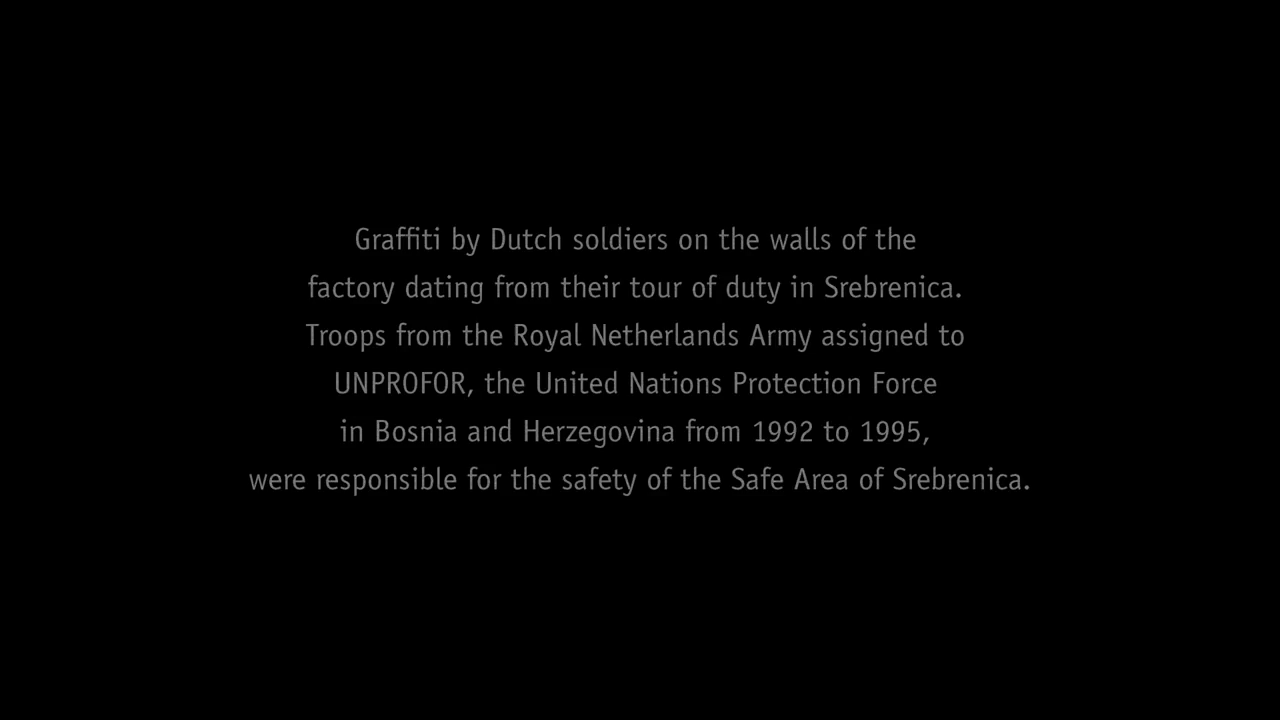 Graffiti by Dutch soldiers on the walls of the
factory dating from their tour of duty in Srebrenica.
Troops from the Royal Netherlands Army assigned to
UNPROFOR, the United Nations Protection Force
in Bosnia and Herzegovina from 1992 to 1995,
were responsible for the safety of the Safe Area of Srebrenica.